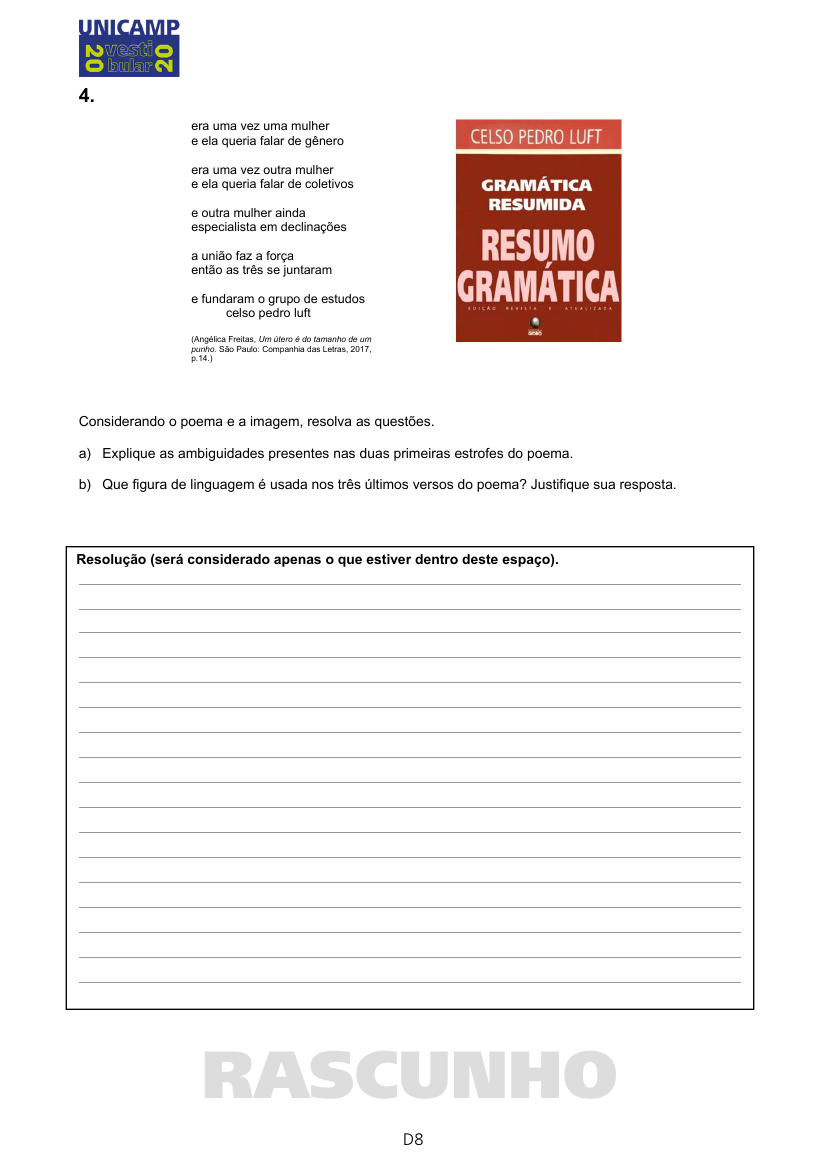 UNICAMP
20 vesti bular 20
4.
era uma vez uma mulher
e ela queria falar de gênero
era uma vez outra mulher
e ela queria falar de coletivos
e outra mulher ainda
especialista em declinações
a união faz a força
então as três se juntaram
e fundaram o grupo de estudos
celso pedro luft
(Angélica Freitas, Um útero é do tamanho de um
punho. São Paulo: Companhia das Letras, 2017,
p.14.)
CELSO PEDRO LUFT
GRAMÁTICA
RESUMIDA
RESUMO
GRAMÁTICA
EDIÇÃO REVISTA E ATUALIZADA
GLOBO
Considerando o poema e a imagem, resolva as questões.
a) Explique as ambiguidades presentes nas duas primeiras estrofes do poema.
b) Que figura de linguagem é usada nos três últimos versos do poema? Justifique sua resposta.
Resolução (será considerado apenas o que estiver dentro deste espaço).
RASCUNHO
D8